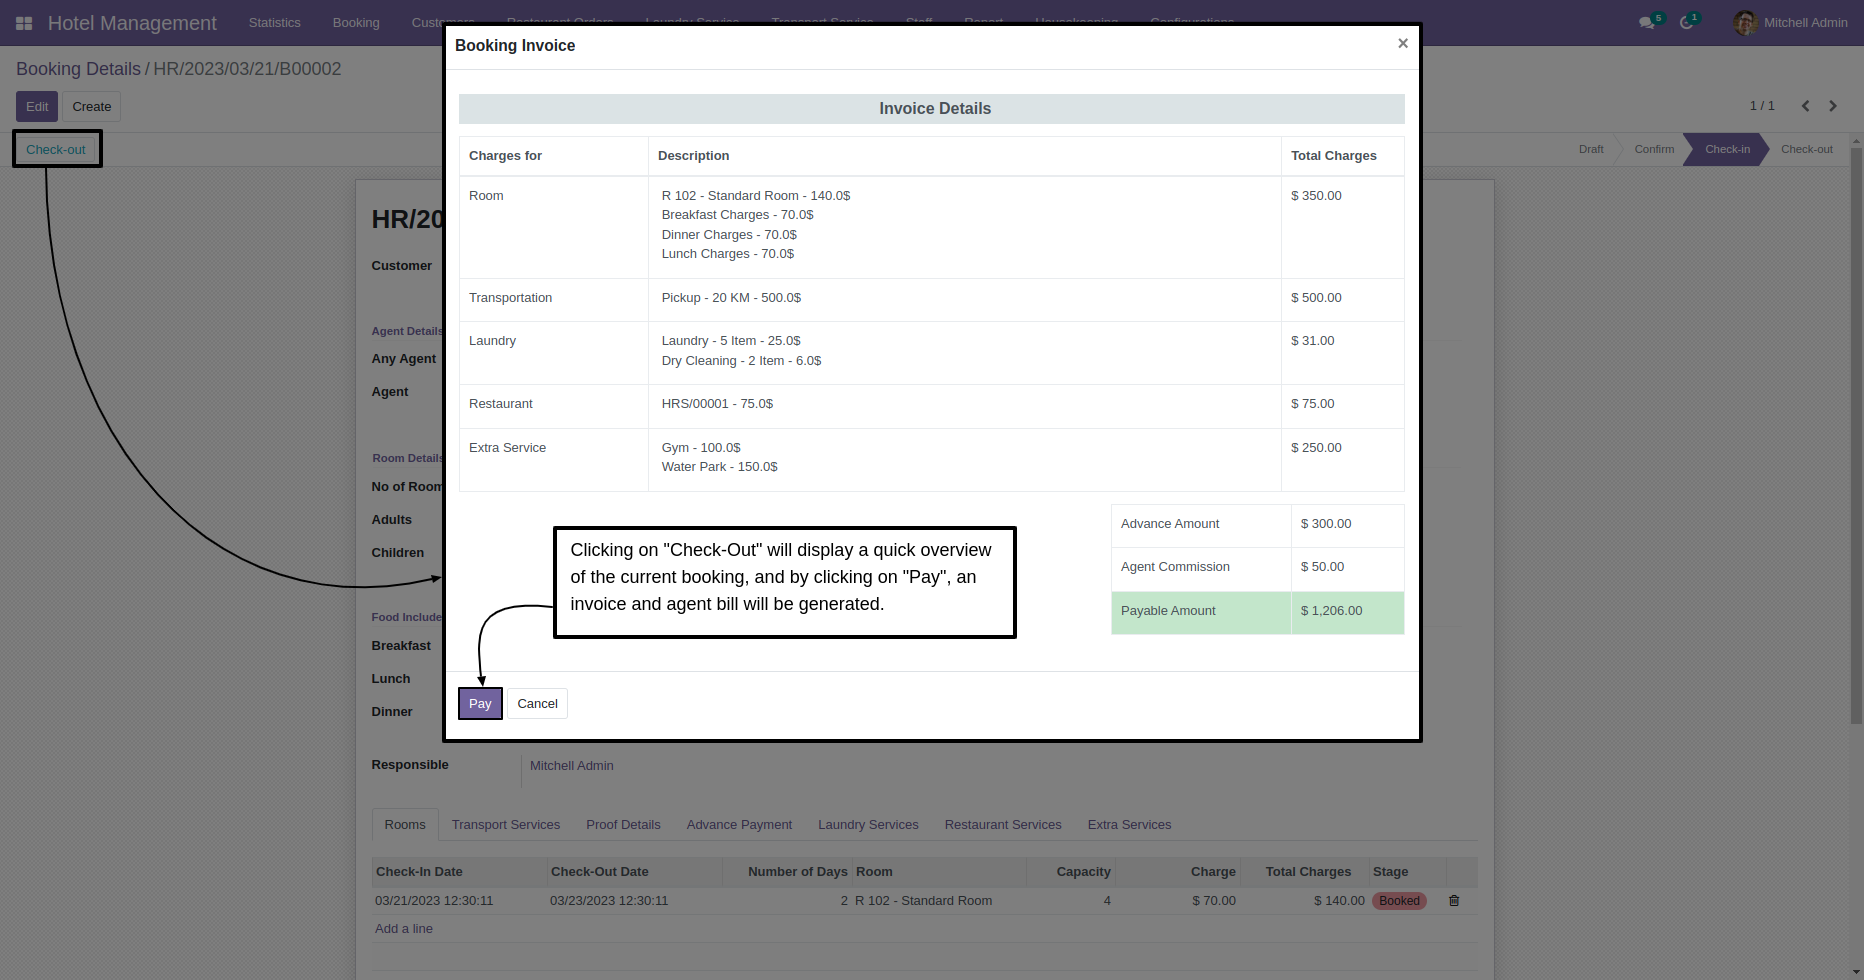 Hotel Management Statistics Booking Customers Restaurant Orders Laundry Service Transport Service Staff Report Housekeeping Configurations 5 1 Mitchell Admin
Booking Invoice ×
Booking Details / HR/2023/03/21/B00002
Edit Create
1 / 1
Check-out
Draft Confirm Check-in Check-out
Invoice Details
Charges for Description Total Charges
Room R 102 - Standard Room - 140.0$ $ 350.00
Breakfast Charges - 70.0$
Dinner Charges - 70.0$
Lunch Charges - 70.0$
Transportation Pickup - 20 KM - 500.0$ $ 500.00
Laundry Laundry - 5 Item - 25.0$ $ 31.00
Dry Cleaning - 2 Item - 6.0$
Restaurant HRS/00001 - 75.0$ $ 75.00
Extra Service Gym - 100.0$ $ 250.00
Water Park - 150.0$
Advance Amount $ 300.00
Agent Commission $ 50.00
Payable Amount $ 1,206.00
Clicking on "Check-Out" will display a quick overview
of the current booking, and by clicking on "Pay", an
invoice and agent bill will be generated.
Pay Cancel
HR/20
Customer
Agent Details
Any Agent
Agent
Room Details
No of Room
Adults
Children
Food Include
Breakfast
Lunch
Dinner
Responsible Mitchell Admin
Rooms Transport Services Proof Details Advance Payment Laundry Services Restaurant Services Extra Services
Check-In Date Check-Out Date Number of Days Room Capacity Charge Total Charges Stage
03/21/2023 12:30:11 03/23/2023 12:30:11 2 R 102 - Standard Room 4 $ 70.00 $ 140.00 Booked
Add a line